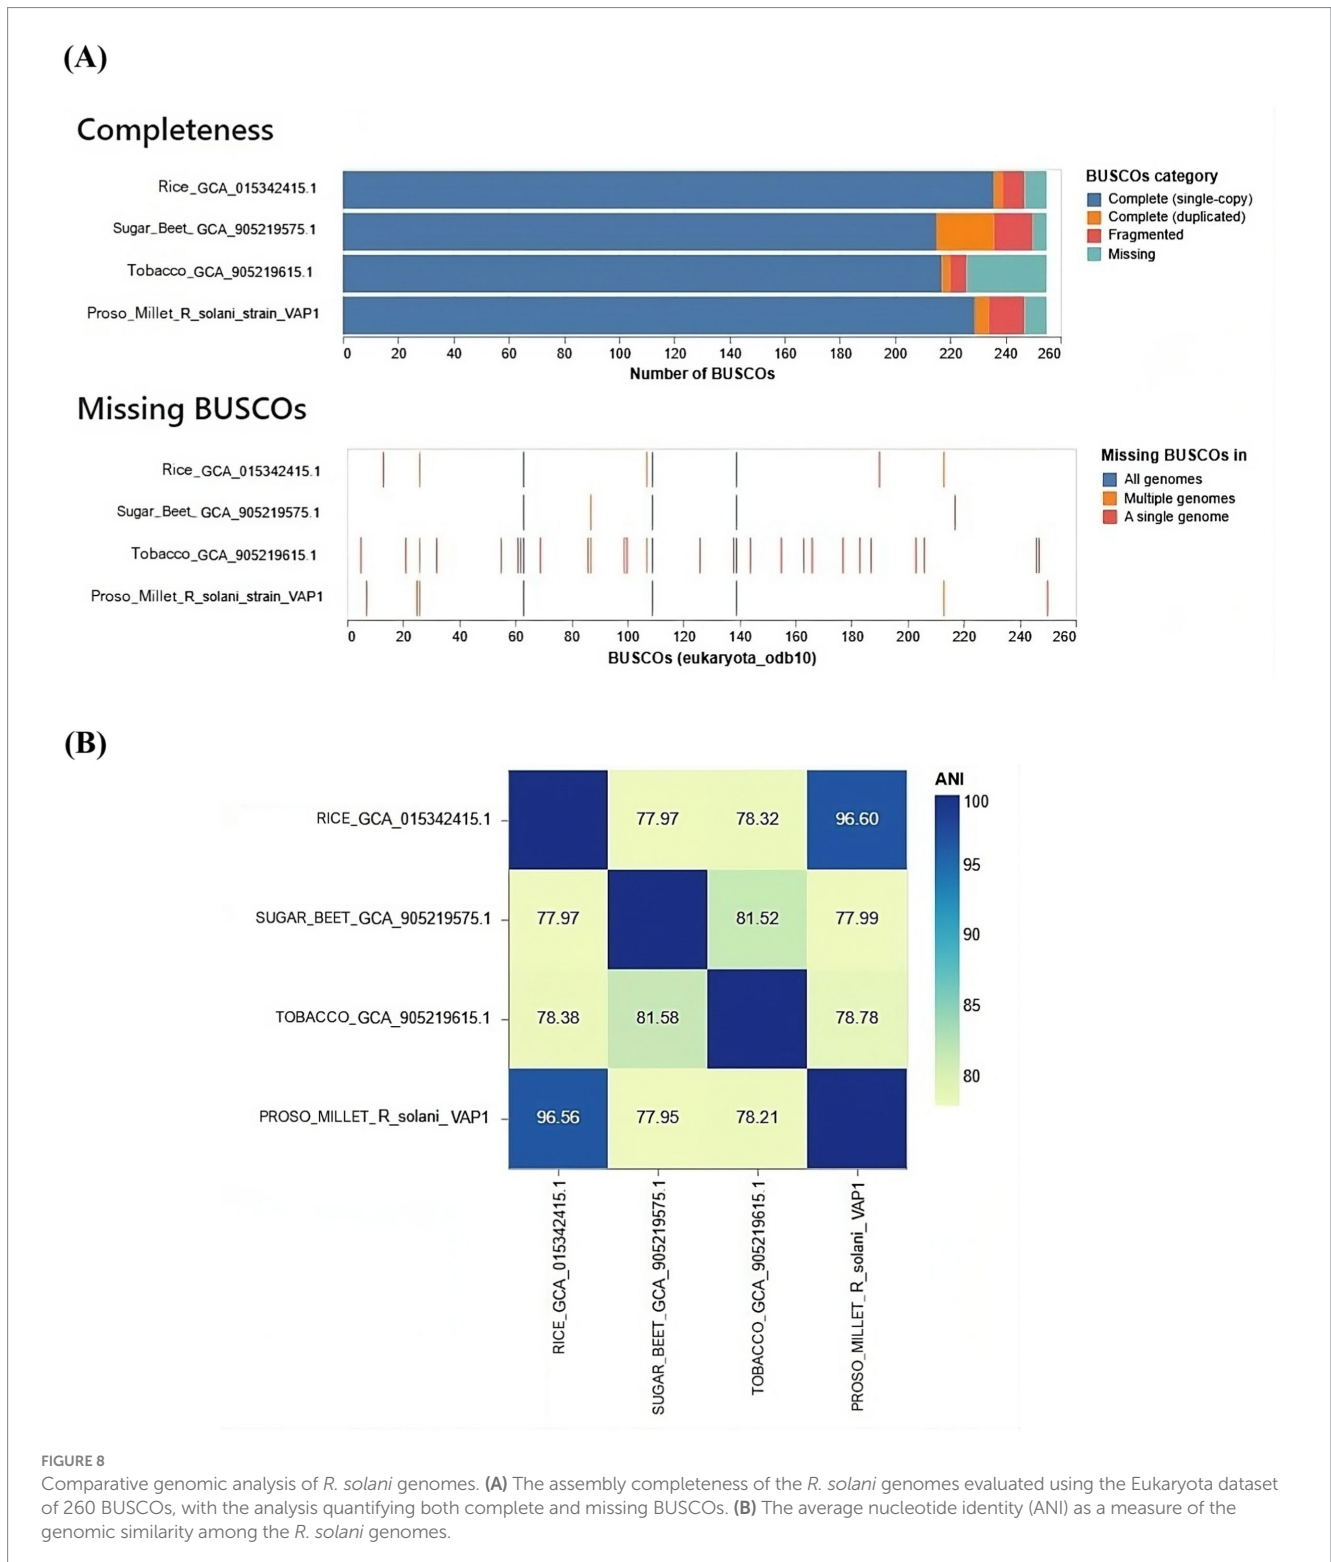 (A)
Completeness
Rice_GCA_015342415.1
Sugar_Beet_GCA_905219575.1
Tobacco_GCA_905219615.1
Proso_Millet_R_solani_strain_VAP1
0 20 40 60 80 100 120 140 160 180 200 220 240 260
Number of BUSCOs
BUSCOs category
Complete (single-copy)
Complete (duplicated)
Fragmented
Missing
Missing BUSCOs
Rice_GCA_015342415.1
Sugar_Beet_GCA_905219575.1
Tobacco_GCA_905219615.1
Proso_Millet_R_solani_strain_VAP1
0 20 40 60 80 100 120 140 160 180 200 220 240 260
BUSCOs (eukaryota_odb10)
Missing BUSCOs in
All genomes
Multiple genomes
A single genome
(B)
RICE_GCA_015342415.1 77.97 78.32 96.60
SUGAR_BEET_GCA_905219575.1 77.97 81.52 77.99
TOBACCO_GCA_905219615.1 78.38 81.58 78.78
PROSO_MILLET_R_solani_VAP1 96.56 77.95 78.21
RICE_GCA_015342415.1
SUGAR_BEET_GCA_905219575.1
TOBACCO_GCA_905219615.1
PROSO_MILLET_R_solani_VAP1
ANI
100
95
90
85
80
FIGURE 8
Comparative genomic analysis of R. solani genomes. (A) The assembly completeness of the R. solani genomes evaluated using the Eukaryota dataset
of 260 BUSCOs, with the analysis quantifying both complete and missing BUSCOs. (B) The average nucleotide identity (ANI) as a measure of the
genomic similarity among the R. solani genomes.